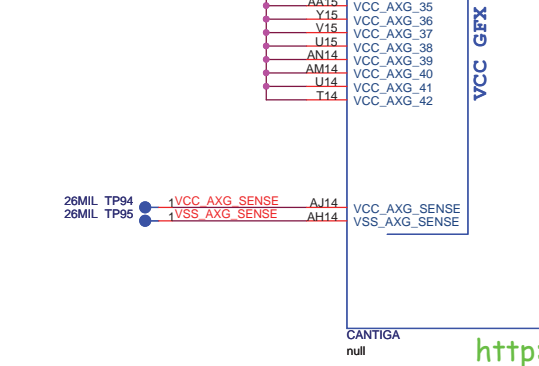 AA15 VCC_AXG_35
Y15 VCC_AXG_36
V15 VCC_AXG_37
U15 VCC_AXG_38
AN14 VCC_AXG_39
AM14 VCC_AXG_40
U14 VCC_AXG_41
T14 VCC_AXG_42
VCC GFX
26MIL TP94 1 VCC_AXG_SENSE AJ14 VCC_AXG_SENSE
26MIL TP95 1 VSS_AXG_SENSE AH14 VSS_AXG_SENSE
CANTIGA
null
http: